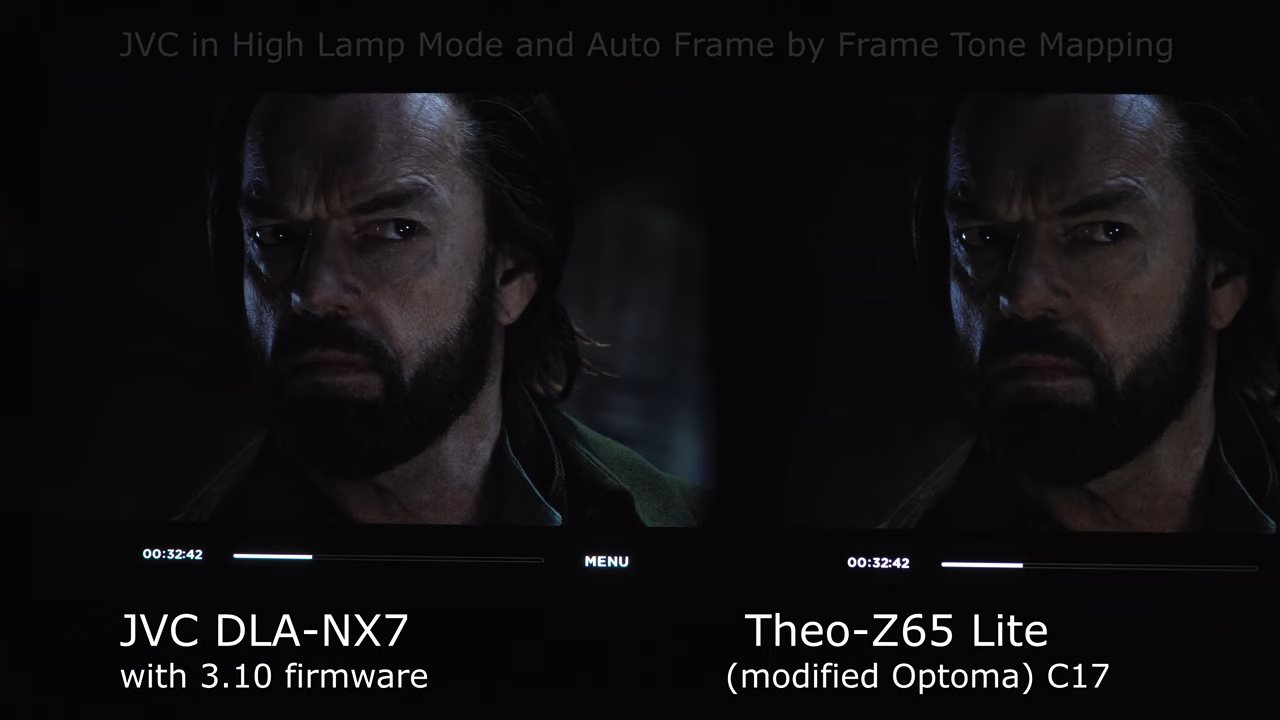 JVC in High Lamp Mode and Auto Frame by Frame Tone Mapping
00:32:42
MENU
00:32:42
JVC DLA-NX7
with 3.10 firmware
Theo-Z65 Lite
(modified Optoma) C17